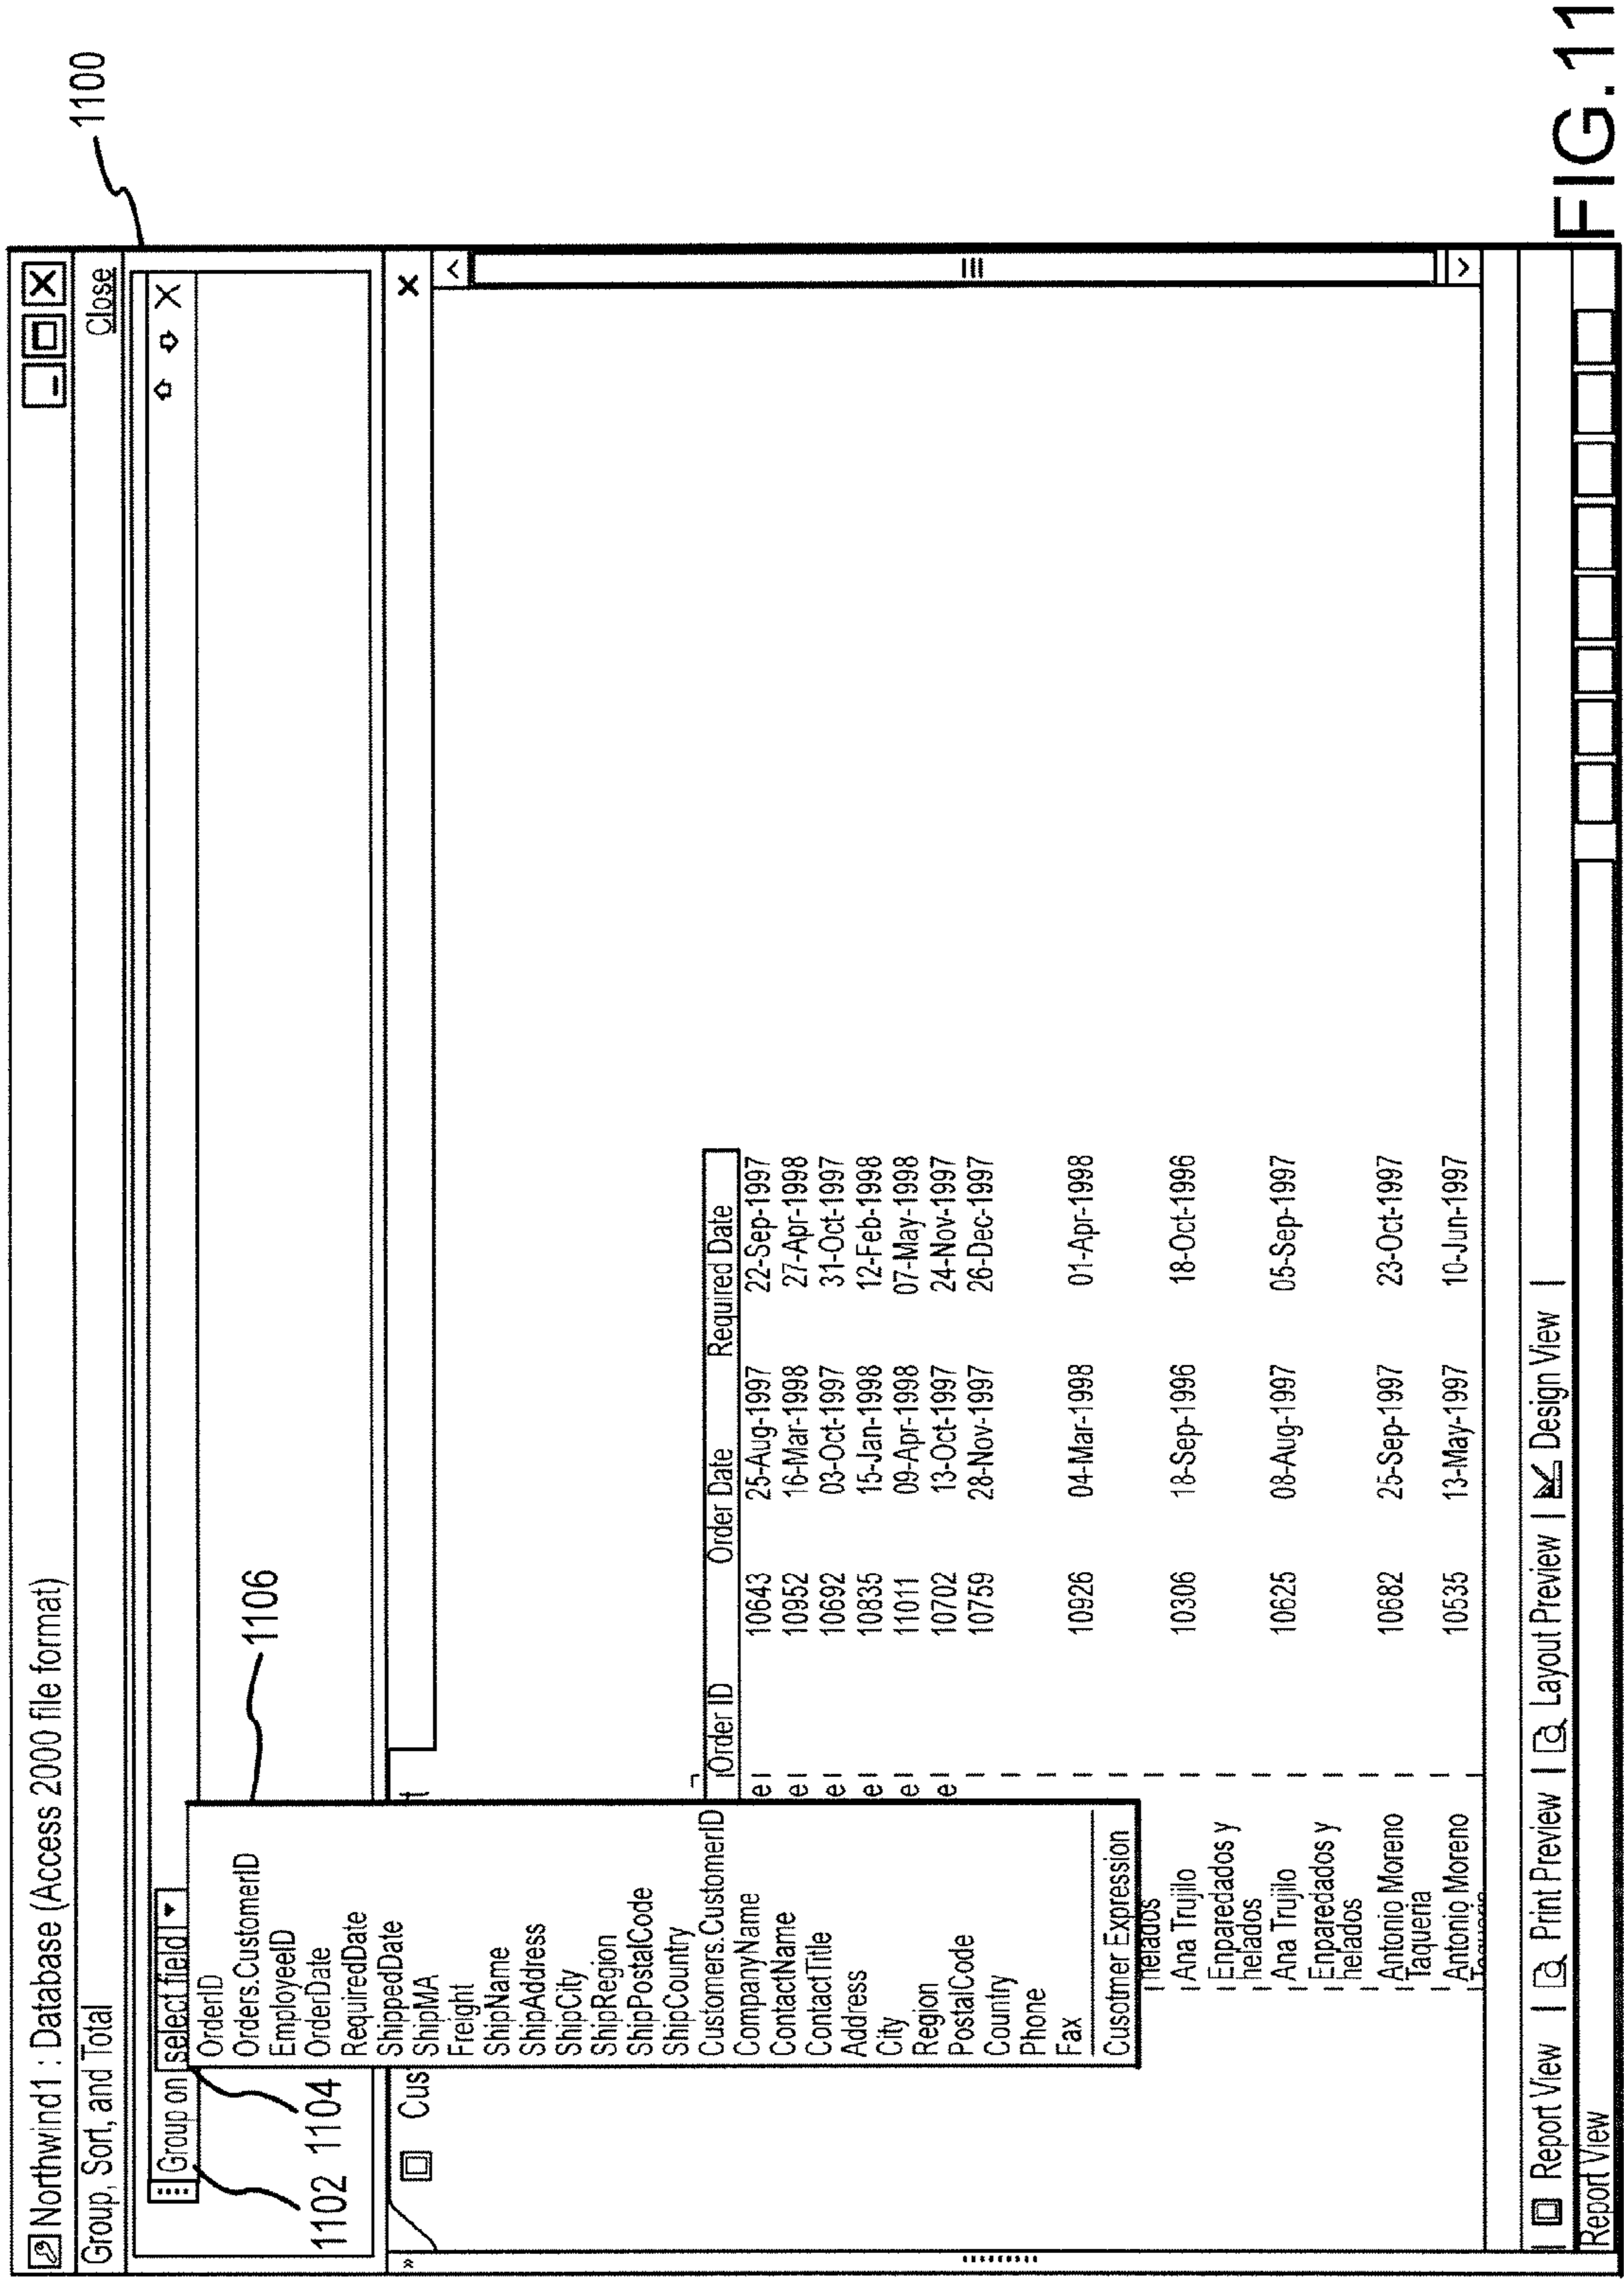 Northwind1 : Database (Access 2000 file format)
Group, Sort, and Total Close
Group on select field
1102 1104
1106
1100
OrderID
Orders.CustomerID
EmployeeID
OrderDate
RequiredDate
ShippedDate
ShipMA
Freight
ShipName
ShipAddress
ShipCity
ShipRegion
ShipPostalCode
ShipCountry
Customers.CustomerID
CompanyName
ContactName
ContactTitle
Address
City
Region
PostalCode
Country
Phone
Fax
Cusotmer Expression
Cus t
Order ID Order Date Required Date
e 10643 25-Aug-1997 22-Sep-1997
e 10952 16-Mar-1998 27-Apr-1998
e 10692 03-Oct-1997 31-Oct-1997
e 10835 15-Jan-1998 12-Feb-1998
e 11011 09-Apr-1998 07-May-1998
e 10702 13-Oct-1997 24-Nov-1997
10759 28-Nov-1997 26-Dec-1997
10926 04-Mar-1998 01-Apr-1998
helados
Ana Trujilo 10306 18-Sep-1996 18-Oct-1996
Enparedados y
helados
Ana Trujilo 10625 08-Aug-1997 05-Sep-1997
Enparedados y
helados
Antonio Moreno 10682 25-Sep-1997 23-Oct-1997
Taqueria
Antonio Moreno 10535 13-May-1997 10-Jun-1997
Report View | Print Preview | Layout Preview | Design View |
Report View
FIG.11